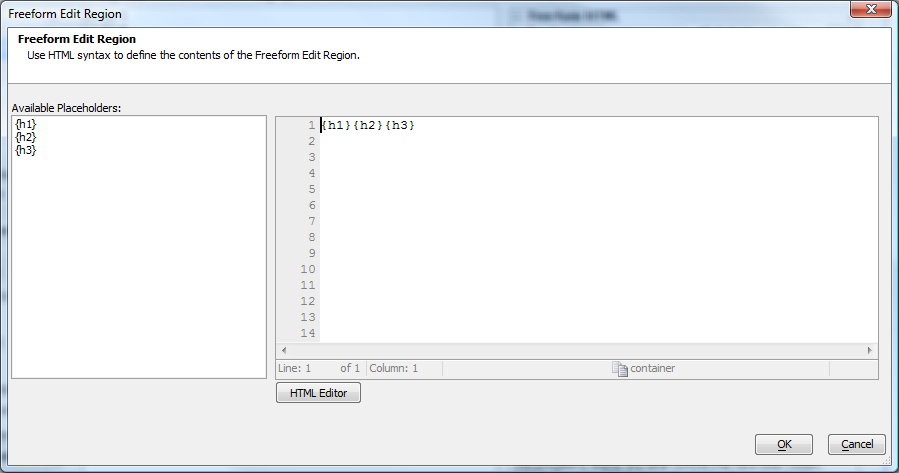 Freeform Edit Region
Freeform Edit Region
Use HTML syntax to define the contents of the Freeform Edit Region.
Available Placeholders:
{h1}
{h2}
{h3}
1 {h1}{h2}{h3}
2
3
4
5
6
7
8
9
10
11
12
13
14
Line: 1 of 1 Column: 1 container
HTML Editor
OK Cancel